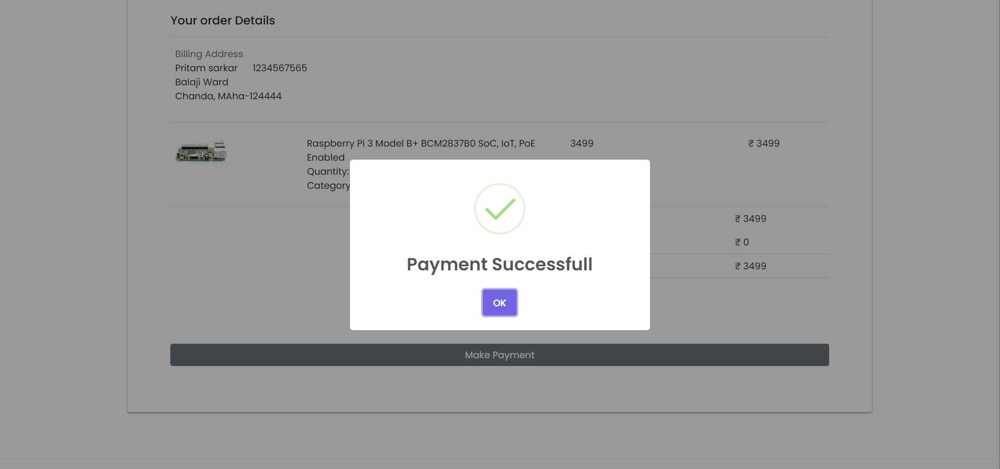 Your order Details
Billing Address
Pritam sarkar 1234567565
Balaji Ward
Chanda, MAha-124444
Raspberry Pi 3 Model B+ BCM2837B0 SoC, IoT, PoE 3499 ₹ 3499
Enabled
Quantity:
Category
₹ 3499
₹ 0
₹ 3499
Payment Successfull
OK
Make Payment